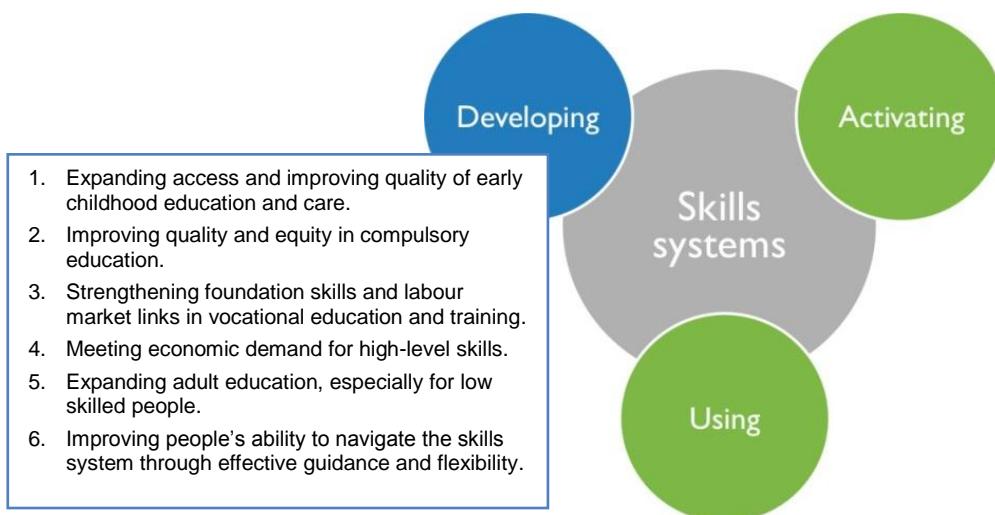 Developing
Activating
Skills
systems
Using
1. Expanding access and improving quality of early
childhood education and care.
2. Improving quality and equity in compulsory
education.
3. Strengthening foundation skills and labour
market links in vocational education and training.
4. Meeting economic demand for high-level skills.
5. Expanding adult education, especially for low
skilled people.
6. Improving people’s ability to navigate the skills
system through effective guidance and flexibility.